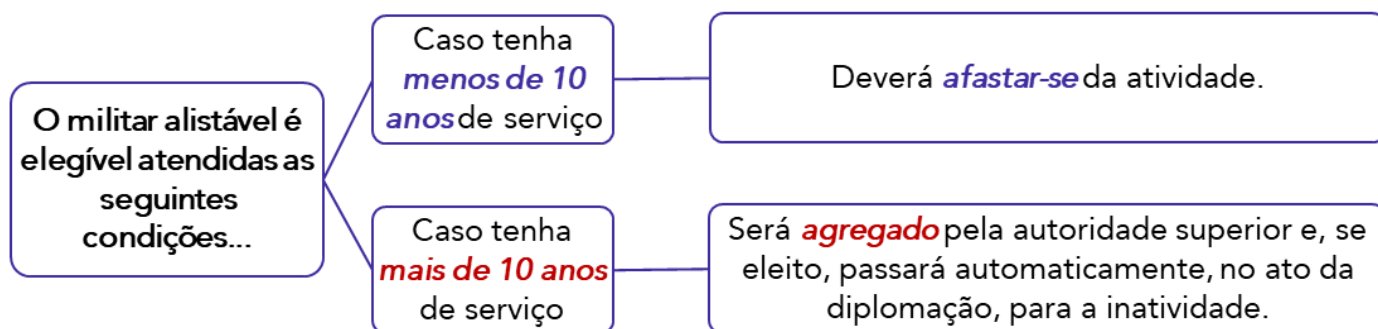 O militar alistável é
elegível atendidas as
seguintes
condições...
Caso tenha
menos de 10
anos de serviço
Deverá afastar-se da atividade.
Caso tenha
mais de 10 anos
de serviço
Será agregado pela autoridade superior e, se
eleito, passará automaticamente, no ato da
diplomação, para a inatividade.